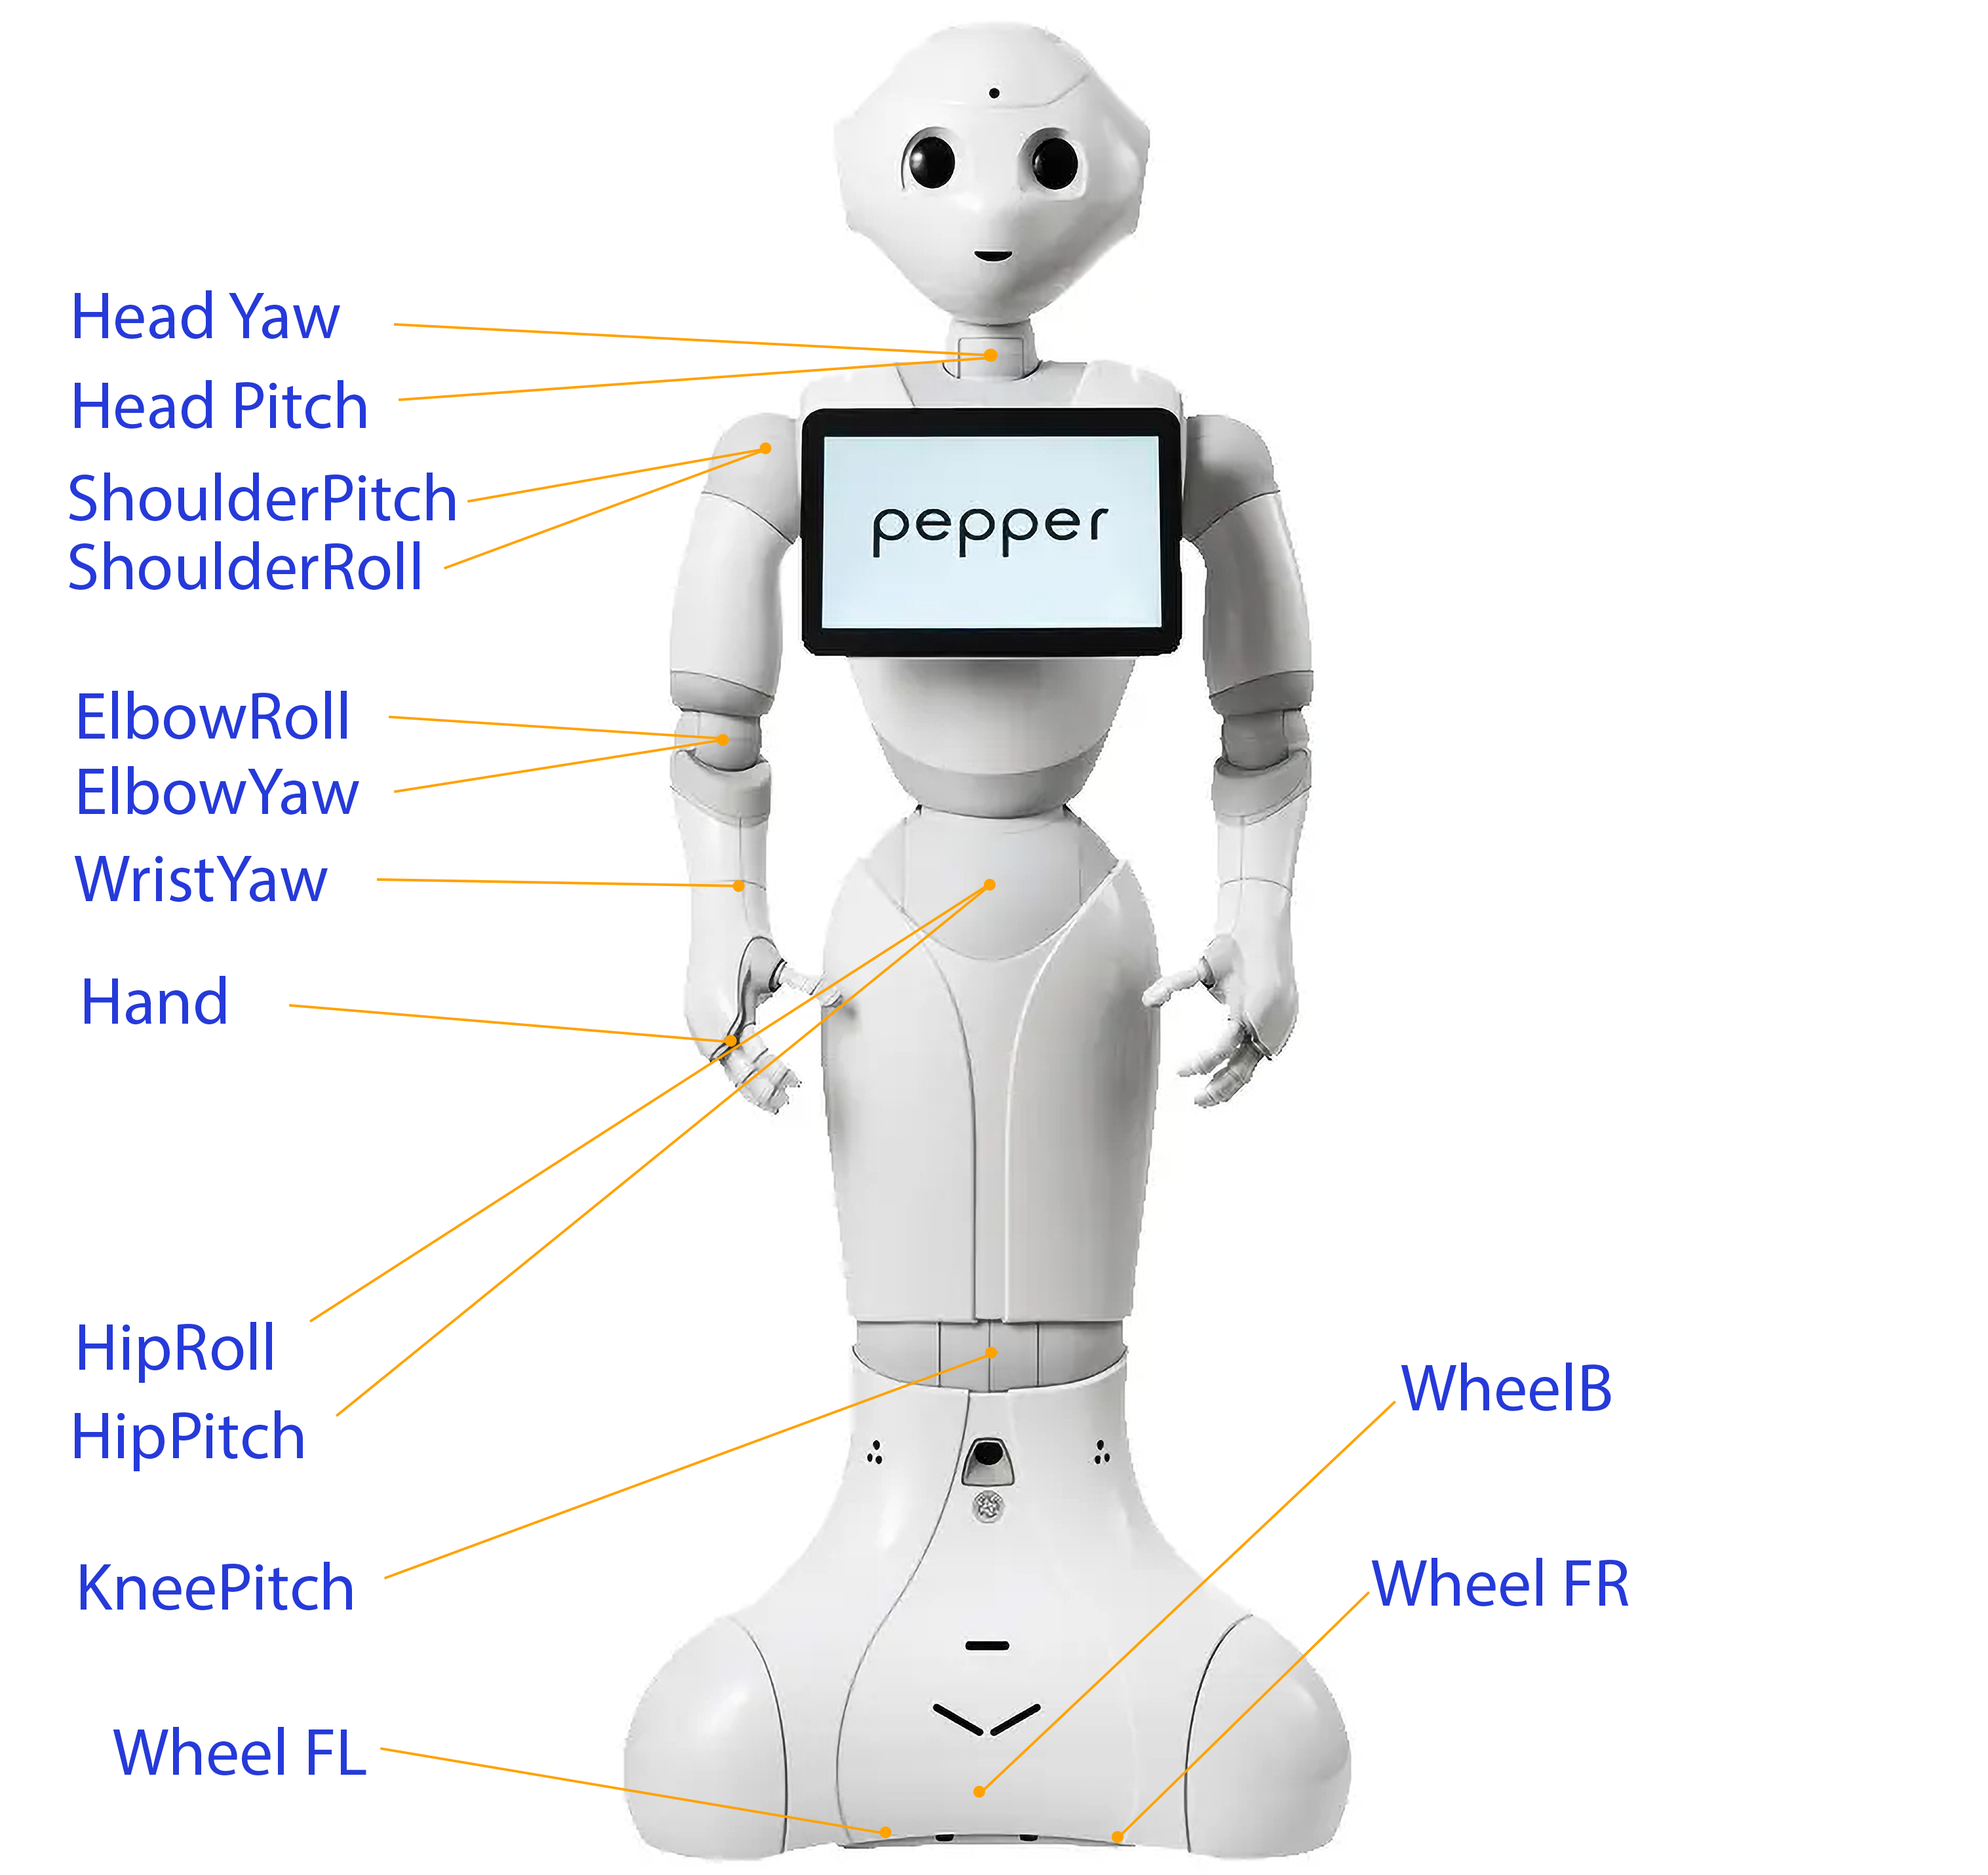 Head Yaw
Head Pitch
ShoulderPitch
ShoulderRoll
pepper
ElbowRoll
ElbowYaw
WristYaw
Hand
HipRoll
HipPitch
KneePitch
Wheel FL
WheelB
Wheel FR